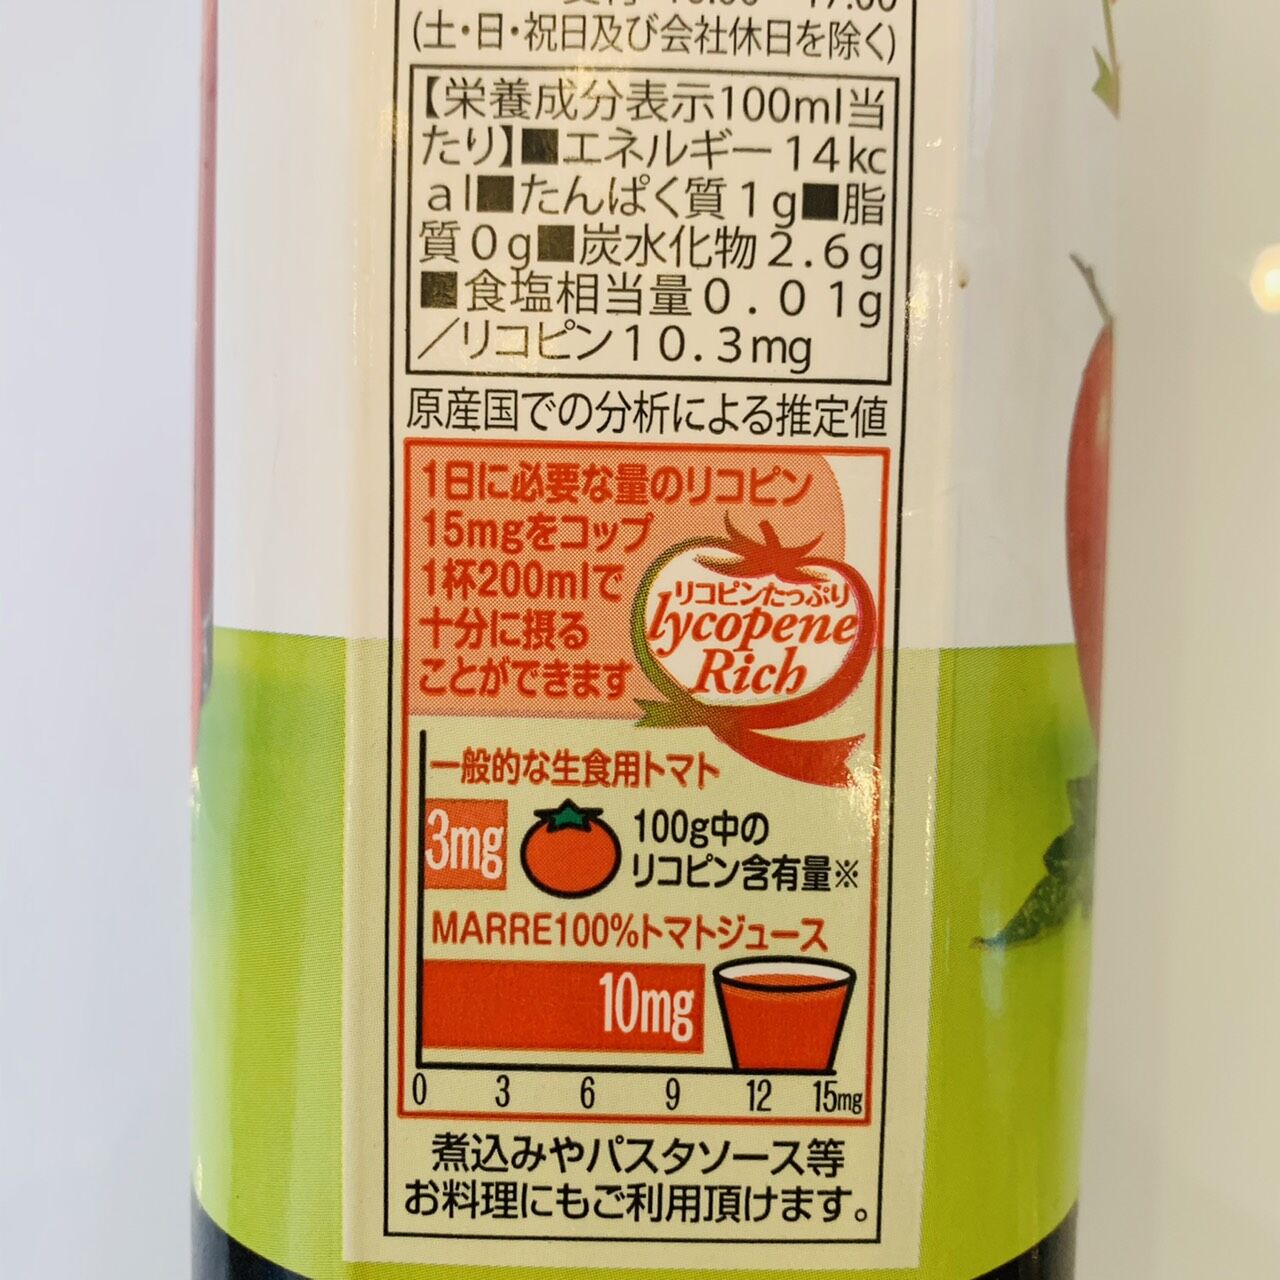 (土・日・祝日及び会社休日を除く)
【栄養成分表示100ml当
たり】■エネルギー14kc
al■たんぱく質1g■脂
質0g■炭水化物2.6g
■食塩相当量0.01g
／リコピン10.3mg
原産国での分析による推定値
1日に必要な量のリコピン
15mgをコップ
1杯200mlで
十分に摂る
ことができます
リコピンたっぷり
lycopene
Rich
一般的な生食用トマト
3mg
100g中の
リコピン含有量※
MARRE100%トマトジュース
10mg
0 3 6 9 12 15mg
煮込みやパスタソース等
お料理にもご利用頂けます。